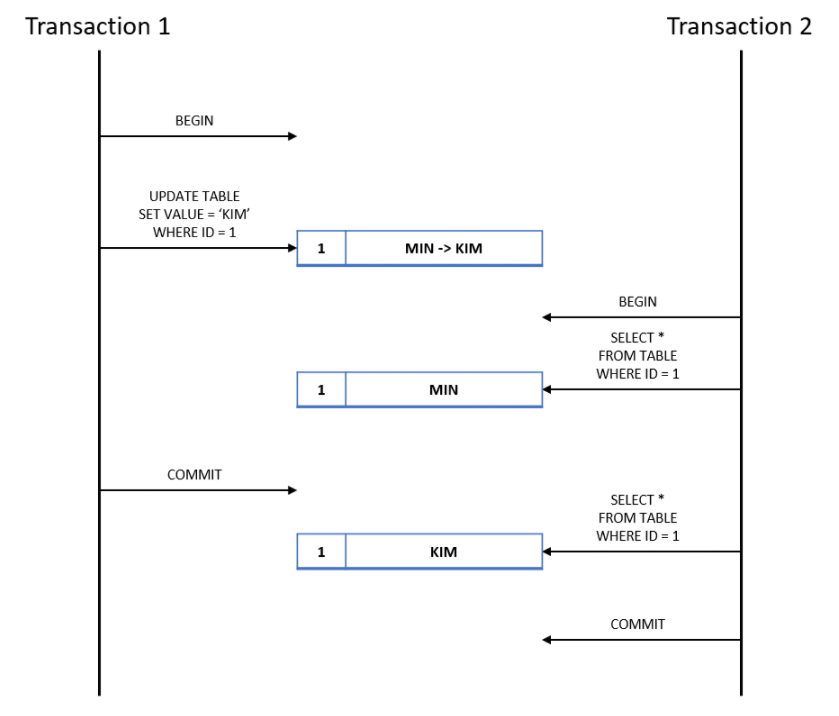 Transaction 1
Transaction 2
BEGIN
UPDATE TABLE
SET VALUE = ‘KIM’
WHERE ID = 1
1 MIN -> KIM
BEGIN
SELECT *
FROM TABLE
WHERE ID = 1
1 MIN
COMMIT
SELECT *
FROM TABLE
WHERE ID = 1
1 KIM
COMMIT